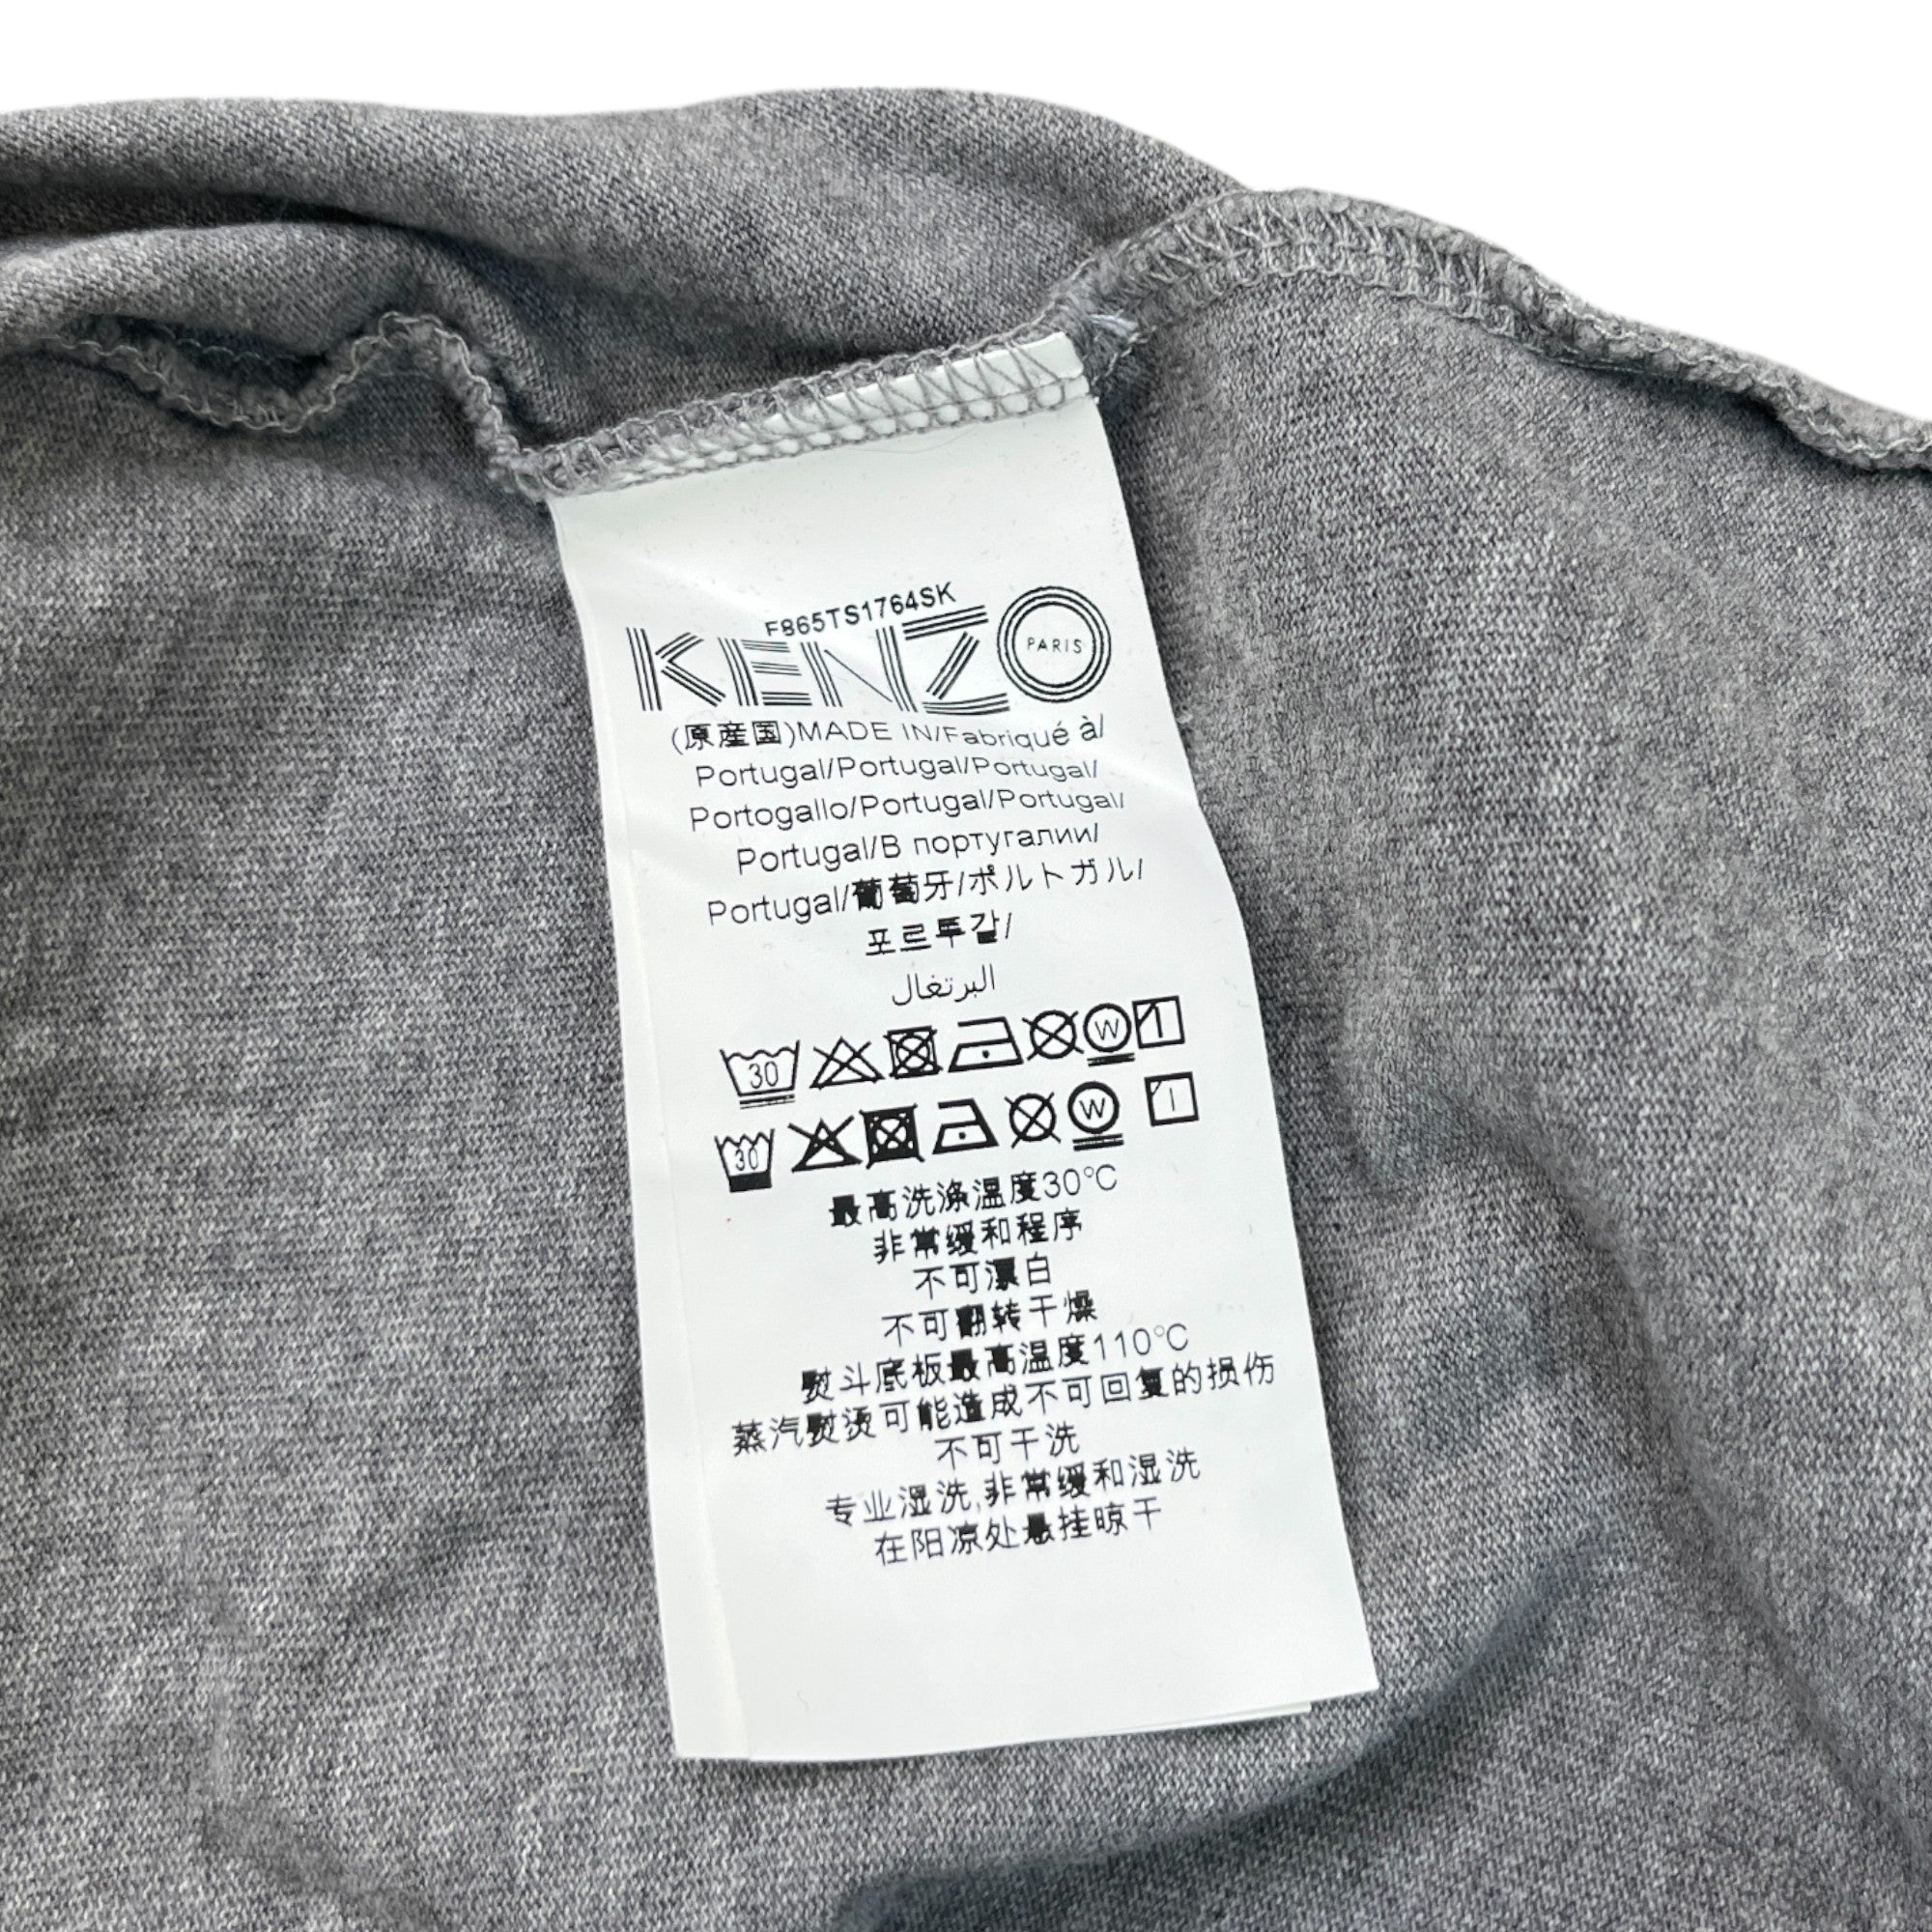 F865TS1764SK
KENZO PARIS
(原産国)MADE IN/Fabriqué à/
Portugal/Portugal/Portugal/
Portogallo/Portugal/Portugal/
Portugal/В португалии/
Portugal/葡萄牙/ポルトガル/
포르투갈/
البرتغال
30 W
30 W
最高洗涤温度30°C
非常缓和程序
不可漂白
不可翻转干燥
熨斗底板最高温度110°C
蒸汽熨烫可能造成不可回复的损伤
不可干洗
专业湿洗,非常缓和湿洗
在阳凉处悬挂晾干